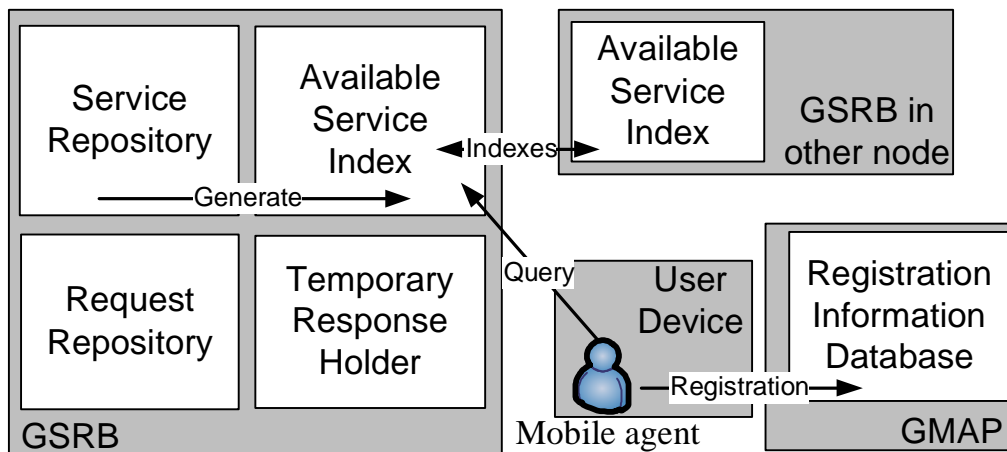 Service
Repository
Available
Service
Index
Available
Service
Index
GSRB in
other node
Indexes
Generate
Request
Repository
Temporary
Response
Holder
Query
User
Device
Registration
Information
Database
Registration
GSRB
Mobile agent
GMAP